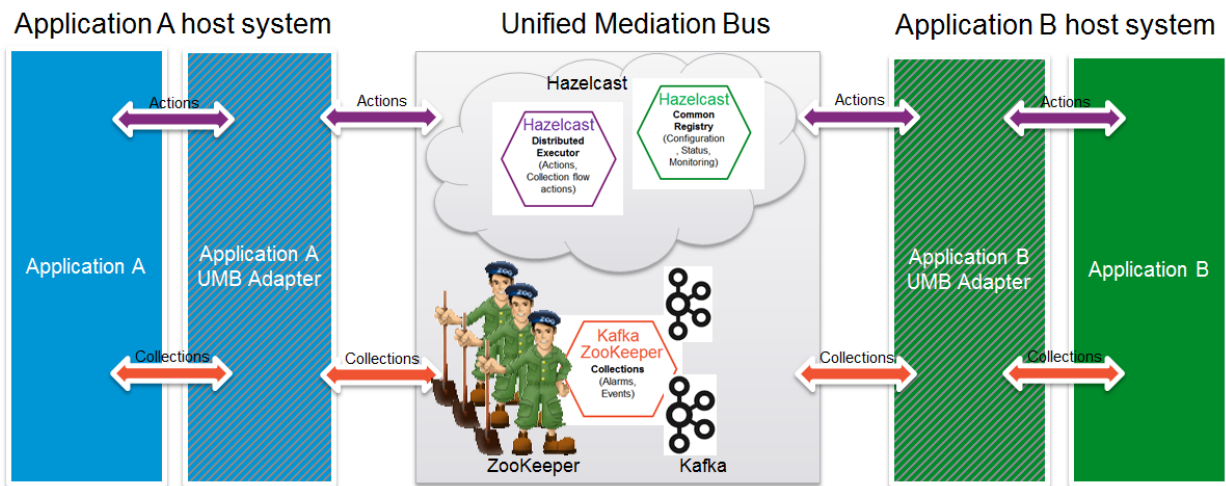 Application A host system
Unified Mediation Bus
Application B host system
Hazelcast
Actions
Actions
Hazelcast
Distributed
Executor
(Actions,
Collection flow
actions)
Hazelcast
Common
Registry
(Configuration
, Status,
Monitoring)
Actions
Actions
Application A
Application A
UMB Adapter
Application B
UMB Adapter
Application B
ZOO
ZOO
ZOO
Kafka
ZooKeeper
Collections
(Alarms,
Events)
Collections
Collections
Collections
Collections
ZooKeeper
Kafka